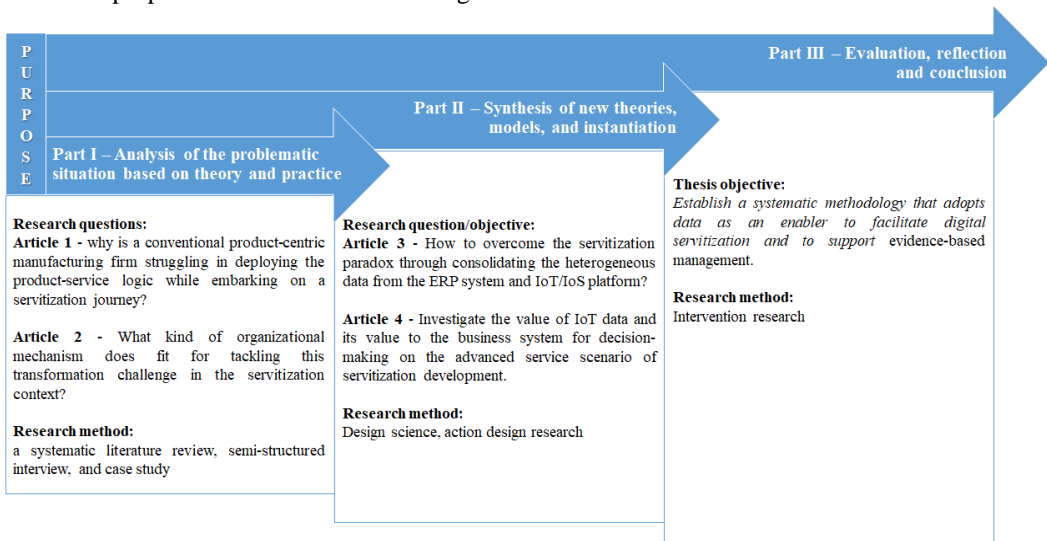 PURPOSE
Part III – Evaluation, reflection
and conclusion
Part II – Synthesis of new theories,
models, and instantiation
Part I – Analysis of the problematic
situation based on theory and practice
Research questions:
Article 1 - why is a conventional product-centric
manufacturing firm struggling in deploying the
product-service logic while embarking on a
servitization journey?
Article 2 - What kind of organizational
mechanism does fit for tackling this
transformation challenge in the servitization
context?
Research method:
a systematic literature review, semi-structured
interview, and case study
Research question/objective:
Article 3 - How to overcome the servitization
paradox through consolidating the heterogeneous
data from the ERP system and IoT/IoS platform?
Article 4 - Investigate the value of IoT data and
its value to the business system for decision-
making on the advanced service scenario of
servitization development.
Research method:
Design science, action design research
Thesis objective:
Establish a systematic methodology that adopts
data as an enabler to facilitate digital
servitization and to support evidence-based
management.
Research method:
Intervention research